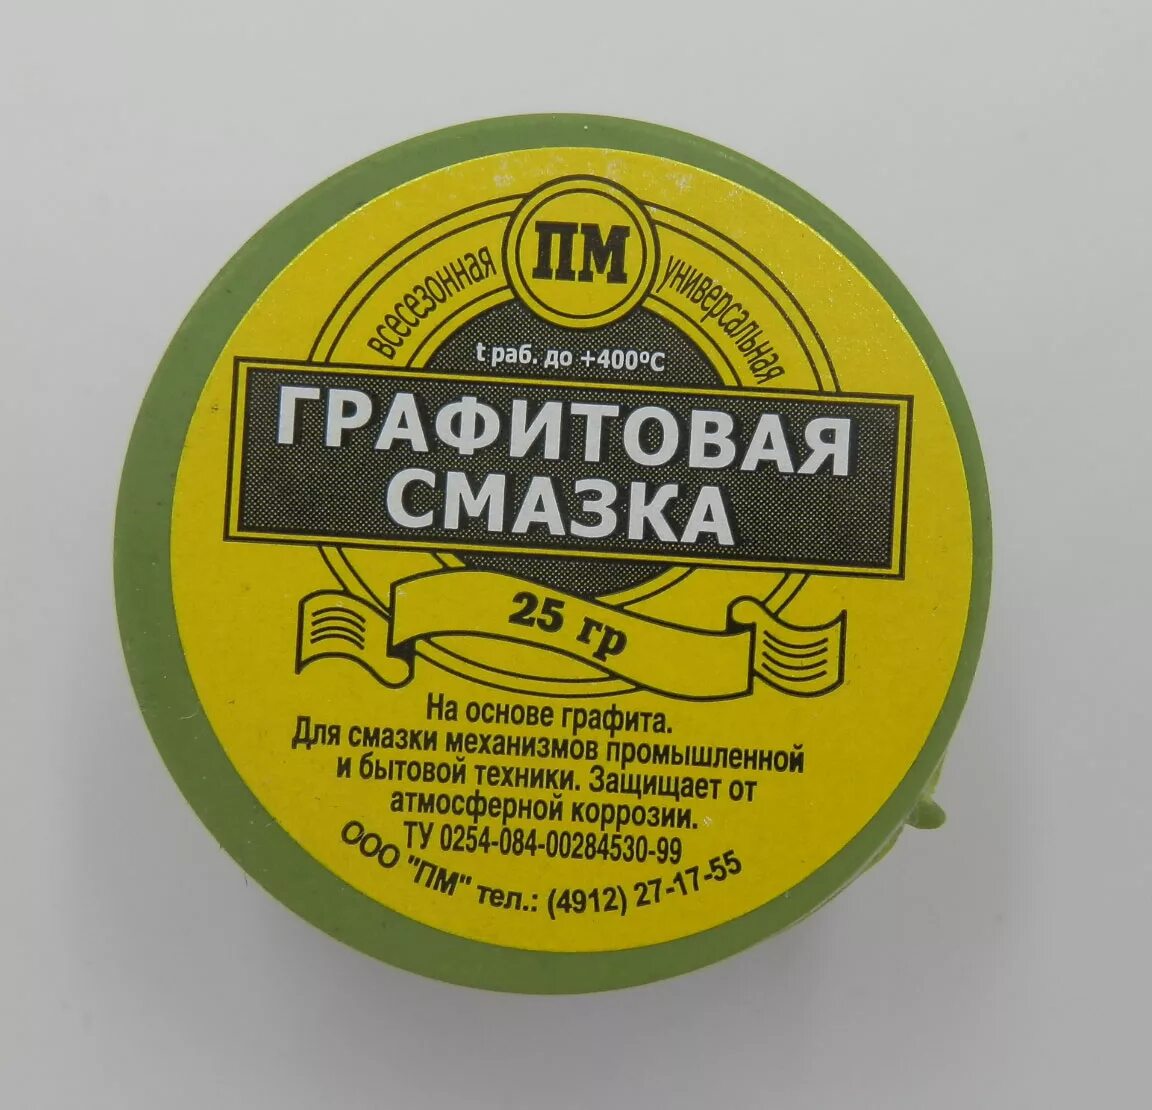 ПМ
всесезонная
универсальная
t раб. до +400ºС
ГРАФИТОВАЯ
СМАЗКА
25 гр
На основе графита.
Для смазки механизмов промышленной
и бытовой техники. Защищает от
атмосферной коррозии.
ТУ 0254-084-00284530-99
ООО "ПМ" тел.: (4912) 27-17-55